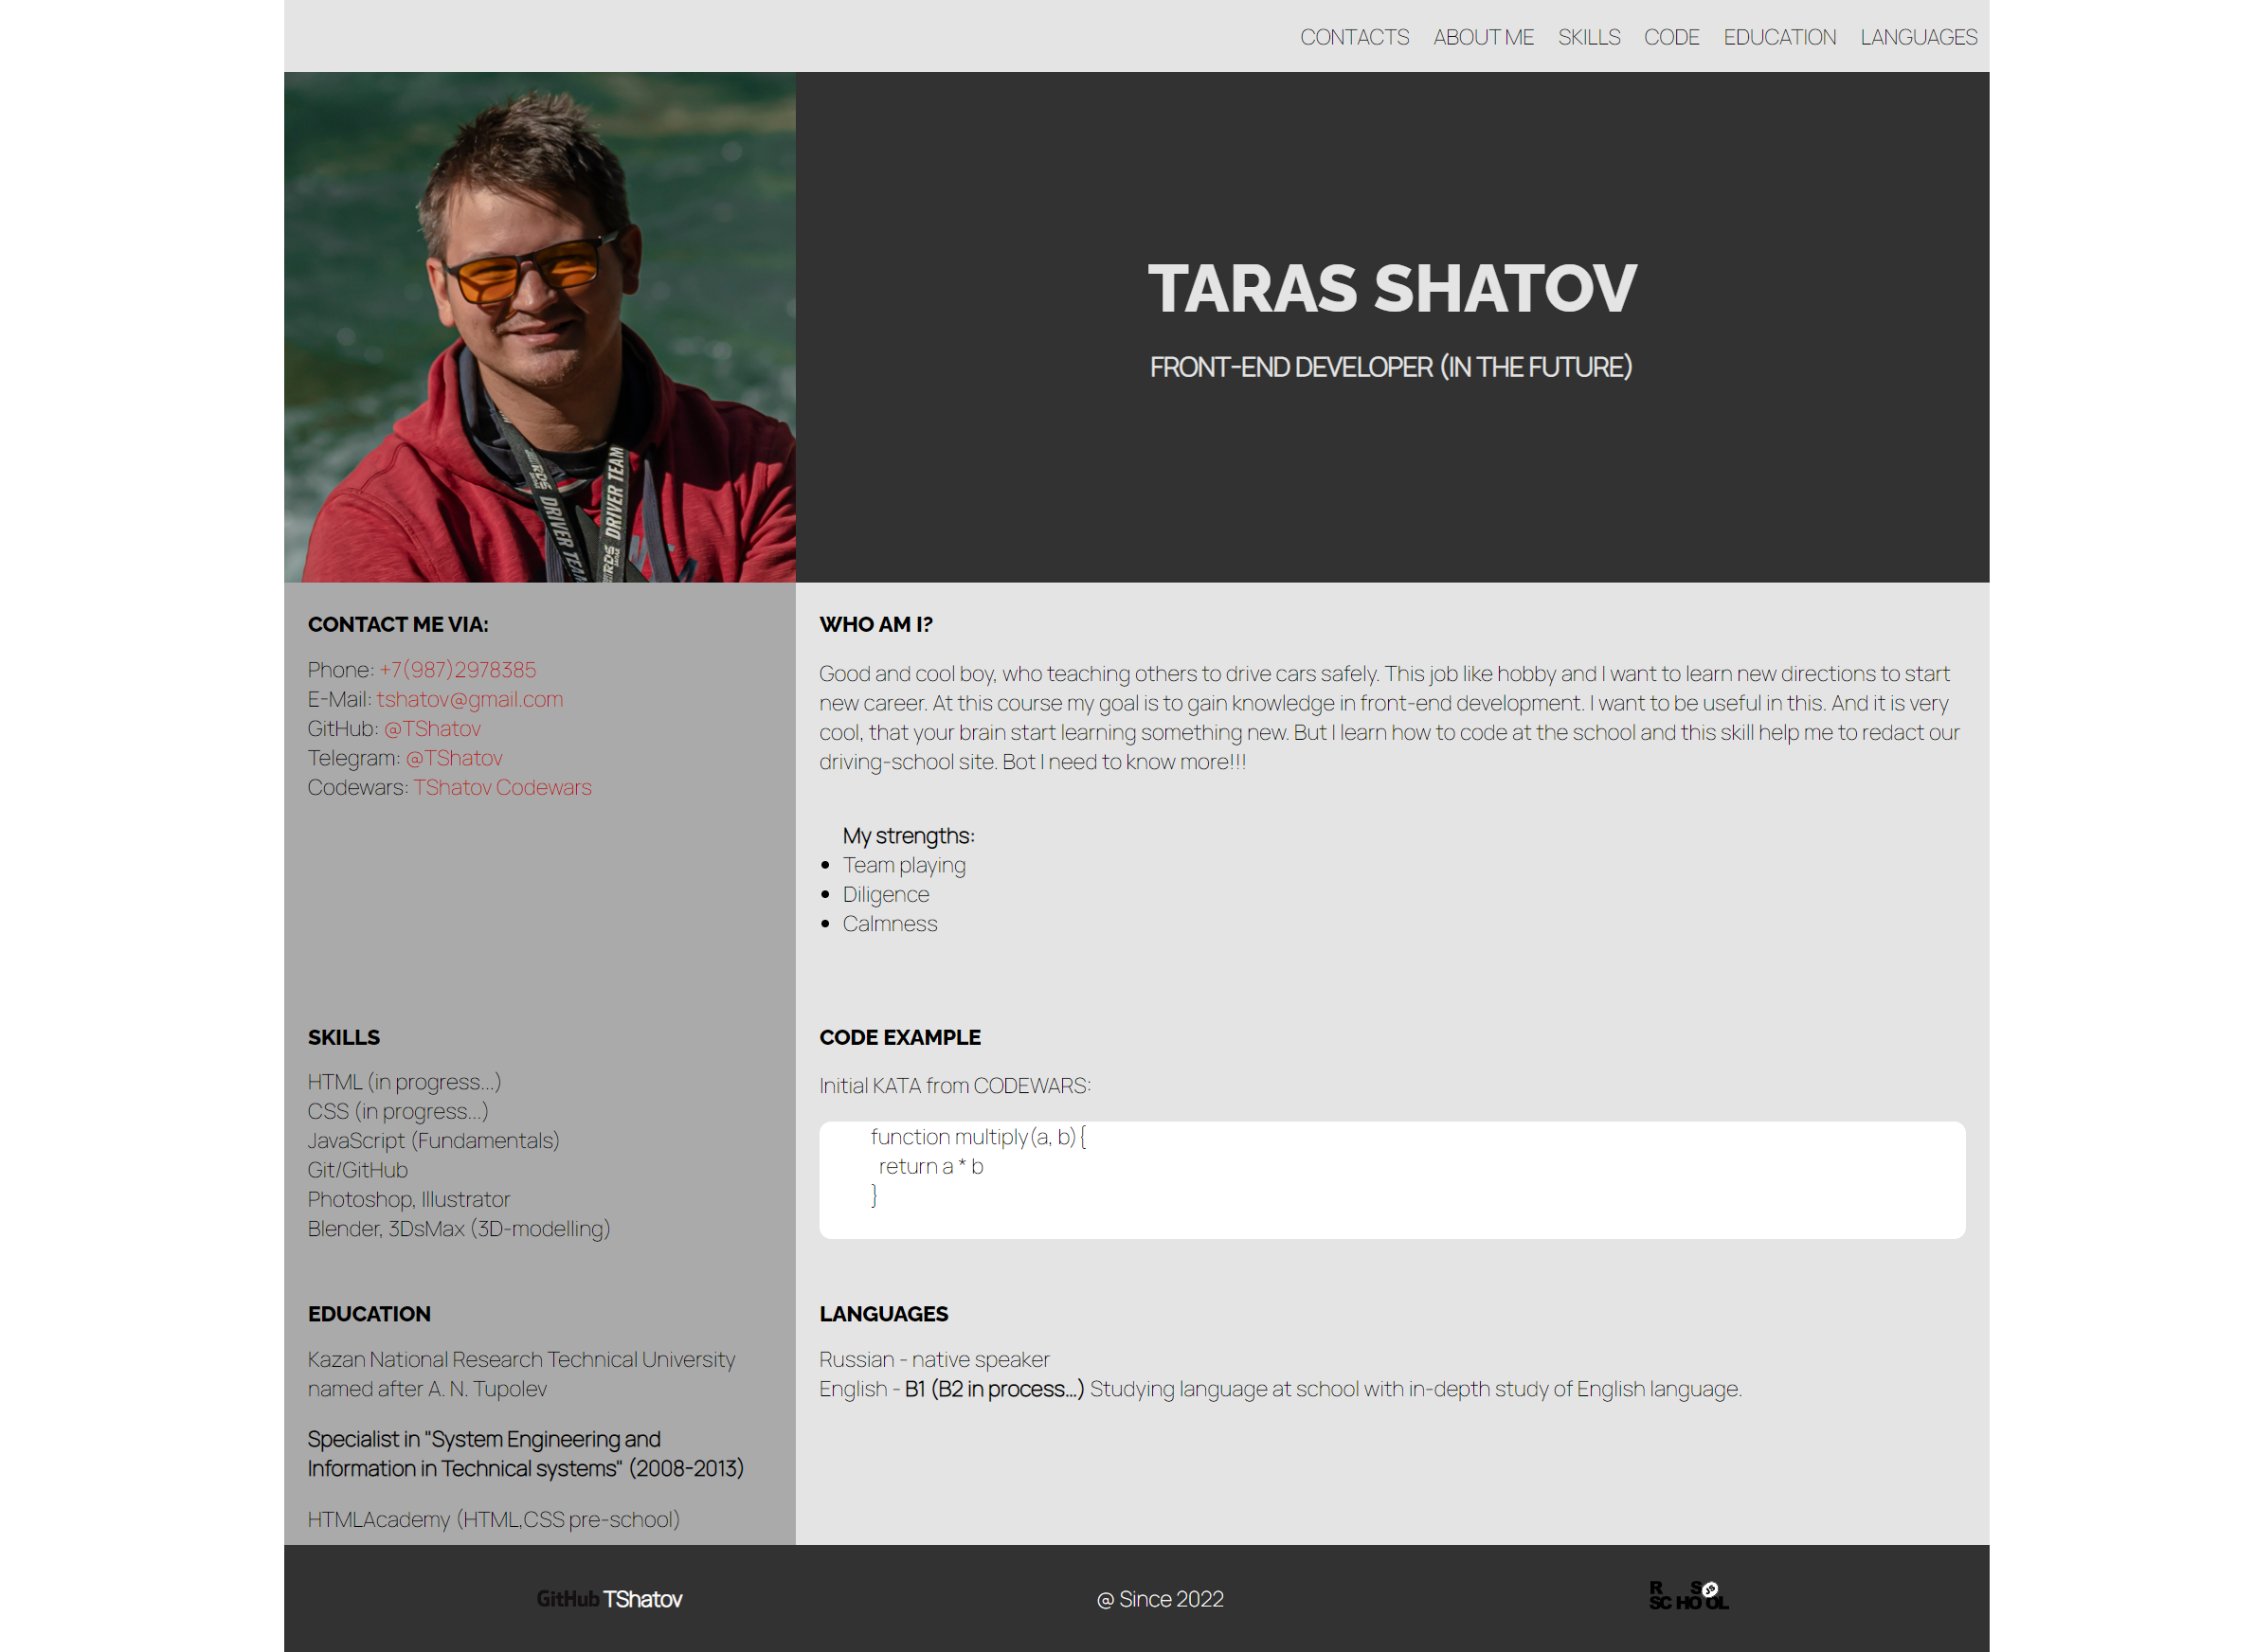 CONTACTS ABOUT ME SKILLS CODE EDUCATION LANGUAGES
TARAS SHATOV
FRONT-END DEVELOPER (IN THE FUTURE)
DRIVER TEAM
DRIVER TEAM
CONTACT ME VIA:
Phone: +7(987)2978385
E-Mail: tshatov@gmail.com
GitHub: @TShatov
Telegram: @TShatov
Codewars: TShatov Codewars
WHO AM I?
Good and cool boy, who teaching others to drive cars safely. This job like hobby and I want to learn new directions to start
new career. At this course my goal is to gain knowledge in front-end development. I want to be useful in this. And it is very
cool, that your brain start learning something new. But I learn how to code at the school and this skill help me to redact our
driving-school site. Bot I need to know more!!!
My strengths:
Team playing
Diligence
Calmness
SKILLS
HTML (in progress...)
CSS (in progress...)
JavaScript (Fundamentals)
Git/GitHub
Photoshop, Illustrator
Blender, 3DsMax (3D-modelling)
CODE EXAMPLE
Initial KATA from CODEWARS:
function multiply(a, b){
return a * b
}
EDUCATION
Kazan National Research Technical University
named after A. N. Tupolev
Specialist in "System Engineering and
Information in Technical systems" (2008-2013)
HTMLAcademy (HTML,CSS pre-school)
LANGUAGES
Russian - native speaker
English - B1 (B2 in process...) Studying language at school with in-depth study of English language.
GitHub TShatov
@ Since 2022
R S JS
SCHOOL